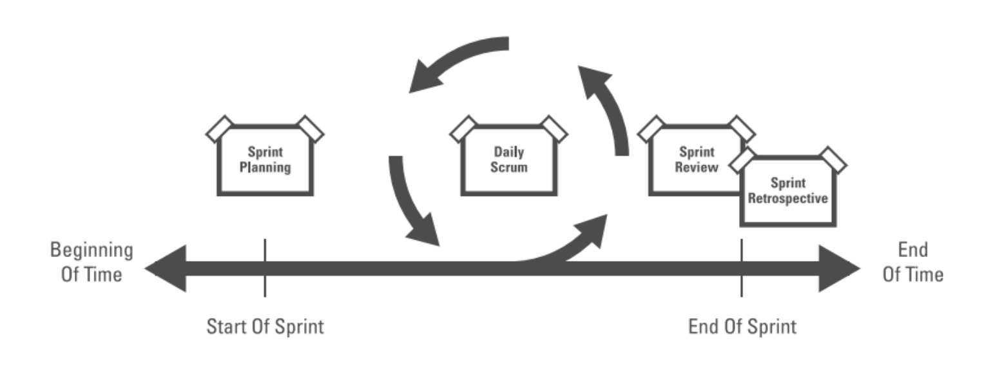 Sprint
Planning
Daily
Scrum
Sprint
Review
Sprint
Retrospective
Beginning
Of Time
End
Of Time
Start Of Sprint
End Of Sprint